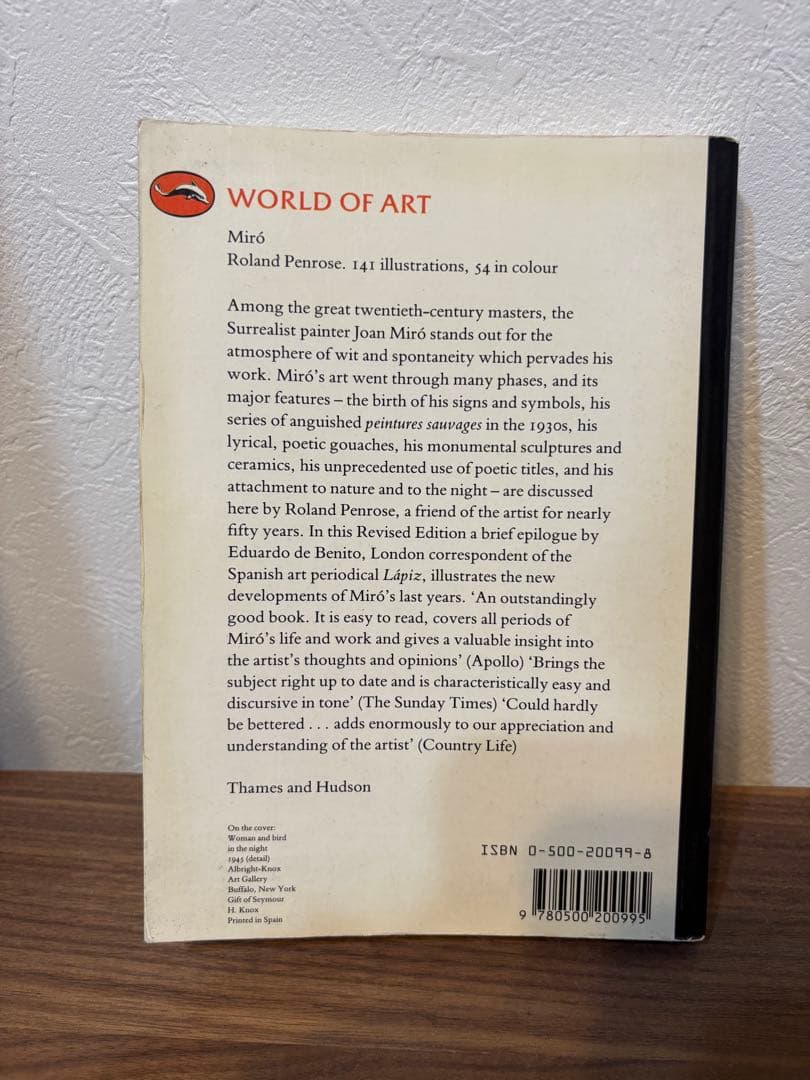 WORLD OF ART
Miró
Roland Penrose. 141 illustrations, 54 in colour
Among the great twentieth-century masters, the
Surrealist painter Joan Miró stands out for the
atmosphere of wit and spontaneity which pervades his
work. Miró's art went through many phases, and its
major features – the birth of his signs and symbols, his
series of anguished peintures sauvages in the 1930s, his
lyrical, poetic gouaches, his monumental sculptures and
ceramics, his unprecedented use of poetic titles, and his
attachment to nature and to the night – are discussed
here by Roland Penrose, a friend of the artist for nearly
fifty years. In this Revised Edition a brief epilogue by
Eduardo de Benito, London correspondent of the
Spanish art periodical Lápiz, illustrates the new
developments of Miró's last years. ‘An outstandingly
good book. It is easy to read, covers all periods of
Miró's life and work and gives a valuable insight into
the artist's thoughts and opinions’ (Apollo) ‘Brings the
subject right up to date and is characteristically easy and
discursive in tone’ (The Sunday Times) ‘Could hardly
be bettered . . . adds enormously to our appreciation and
understanding of the artist’ (Country Life)
Thames and Hudson
On the cover:
Woman and bird
in the night
1945 (detail)
Albright-Knox
Art Gallery
Buffalo, New York
Gift of Seymour
H. Knox
Printed in Spain
ISBN 0-500-20099-8
9 780500 200995